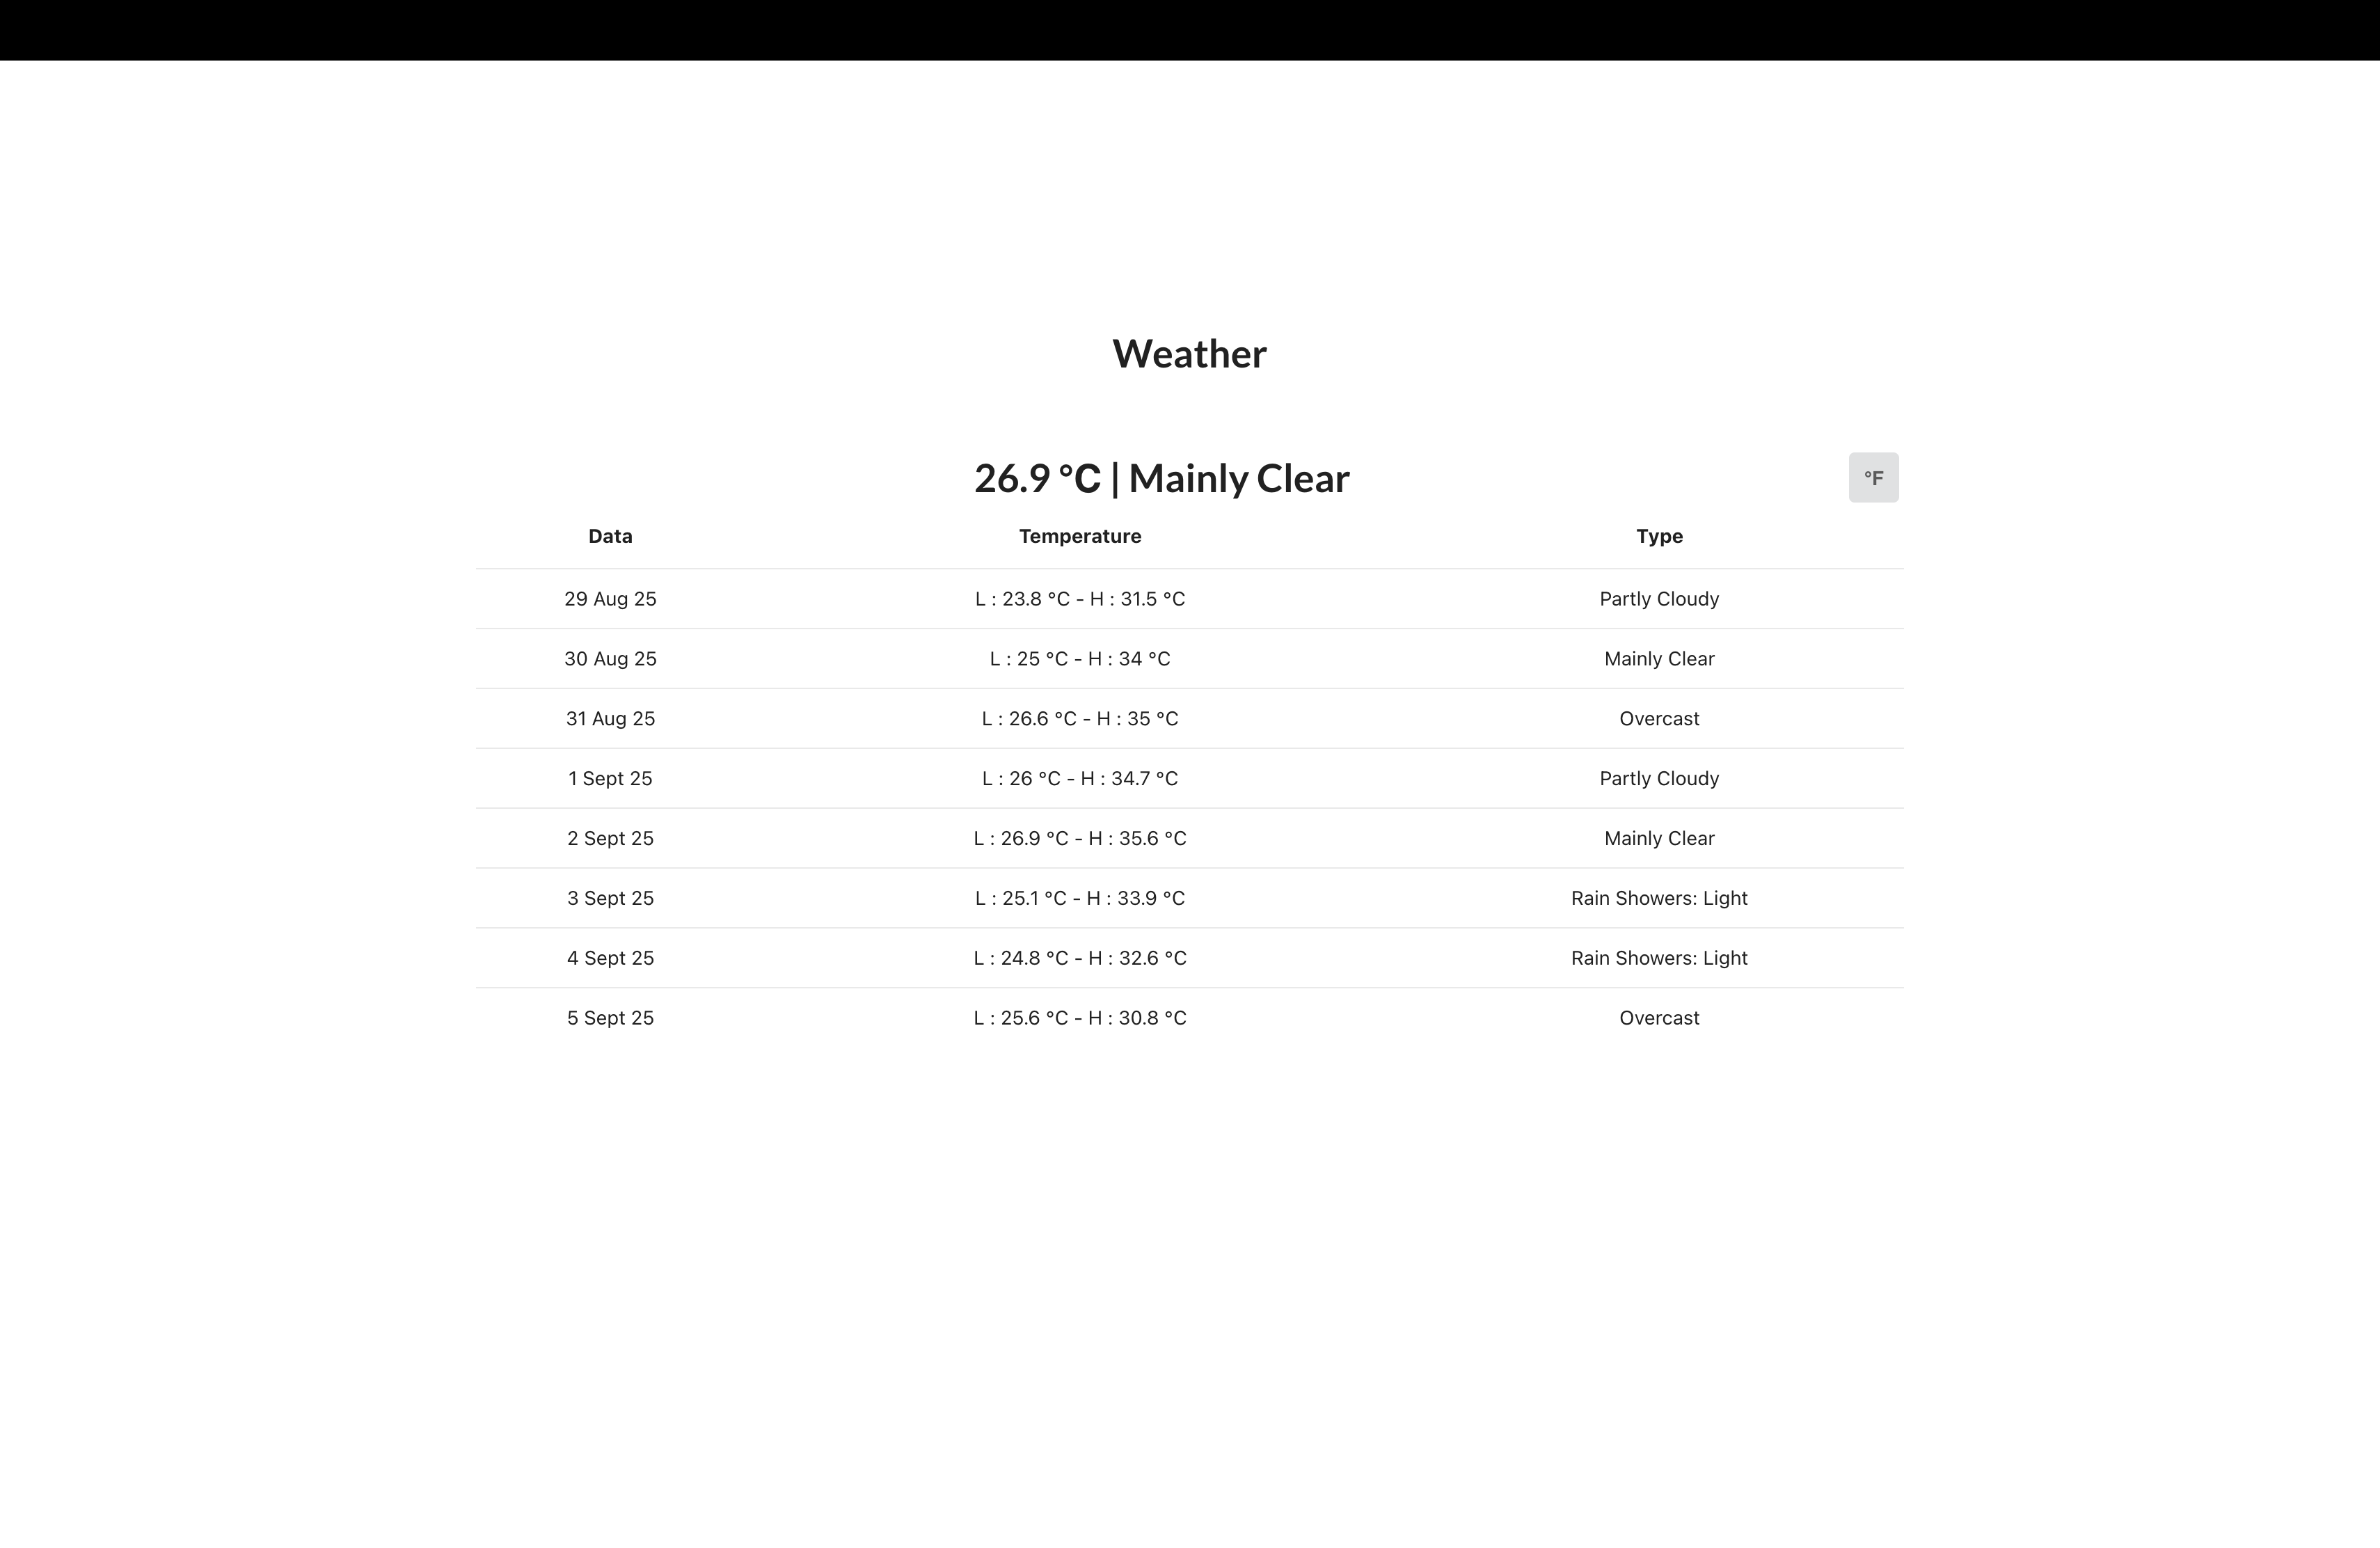 Weather
26.9 °C | Mainly Clear °F
Data Temperature Type
29 Aug 25 L : 23.8 °C - H : 31.5 °C Partly Cloudy
30 Aug 25 L : 25 °C - H : 34 °C Mainly Clear
31 Aug 25 L : 26.6 °C - H : 35 °C Overcast
1 Sept 25 L : 26 °C - H : 34.7 °C Partly Cloudy
2 Sept 25 L : 26.9 °C - H : 35.6 °C Mainly Clear
3 Sept 25 L : 25.1 °C - H : 33.9 °C Rain Showers: Light
4 Sept 25 L : 24.8 °C - H : 32.6 °C Rain Showers: Light
5 Sept 25 L : 25.6 °C - H : 30.8 °C Overcast